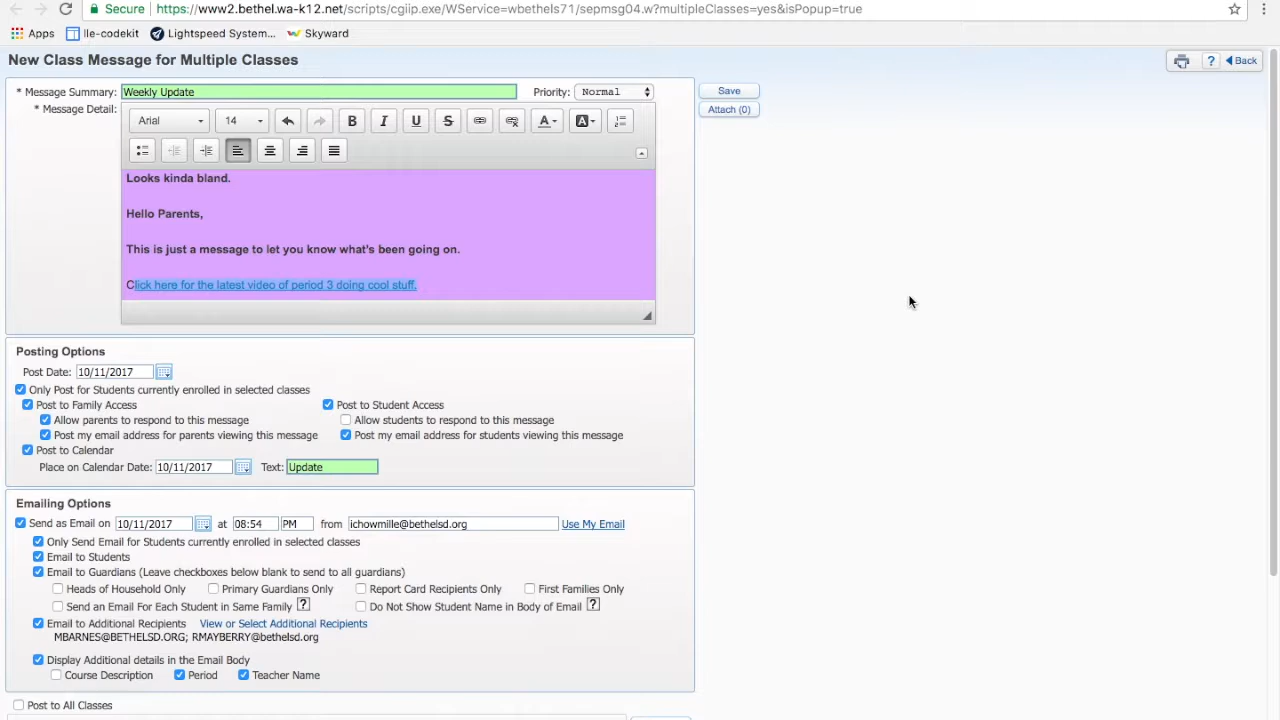 Secure https://www2.bethel.wa-k12.net/scripts/cgiip.exe/WService=wbethels71/sepmsg04.w?multipleClasses=yes&isPopup=true
Apps lle-codekit Lightspeed System... Skyward
New Class Message for Multiple Classes
? Back
* Message Summary: Weekly Update Priority: Normal Save
* Message Detail: Attach (0)
Arial 14 B I U S A A
Looks kinda bland.
Hello Parents,
This is just a message to let you know what's been going on.
Click here for the latest video of period 3 doing cool stuff.
Posting Options
Post Date: 10/11/2017
Only Post for Students currently enrolled in selected classes
Post to Family Access Post to Student Access
Allow parents to respond to this message Allow students to respond to this message
Post my email address for parents viewing this message Post my email address for students viewing this message
Post to Calendar
Place on Calendar Date: 10/11/2017 Text: Update
Emailing Options
Send as Email on 10/11/2017 at 08:54 PM from ichowmille@bethelsd.org Use My Email
Only Send Email for Students currently enrolled in selected classes
Email to Students
Email to Guardians (Leave checkboxes below blank to send to all guardians)
Heads of Household Only Primary Guardians Only Report Card Recipients Only First Families Only
Send an Email For Each Student in Same Family ? Do Not Show Student Name in Body of Email ?
Email to Additional Recipients View or Select Additional Recipients
MBARNES@BETHELSD.ORG; RMAYBERRY@bethelsd.org
Display Additional details in the Email Body
Course Description Period Teacher Name
Post to All Classes